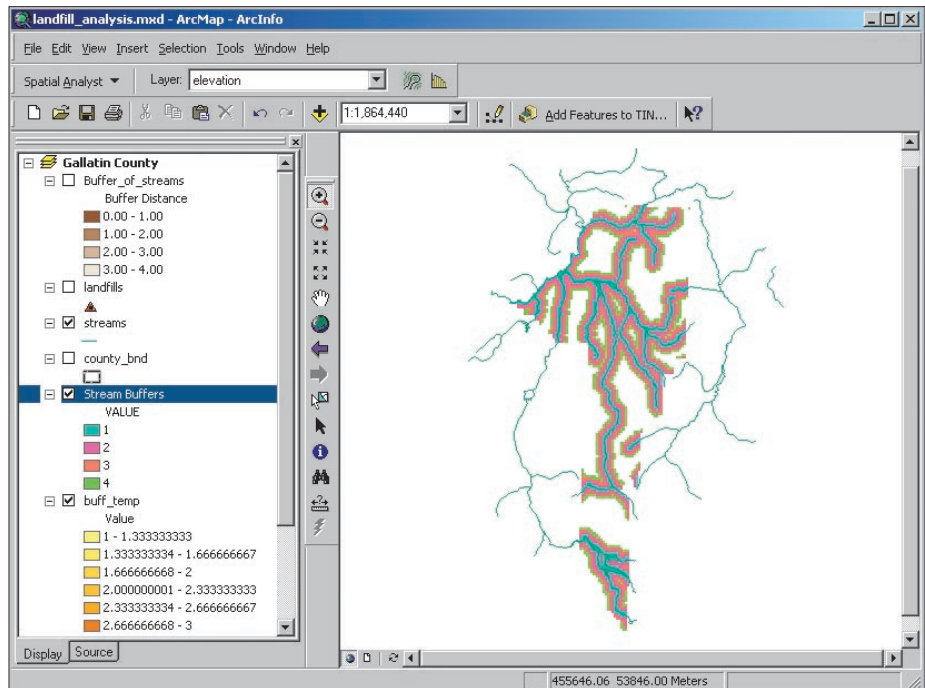 landfill_analysis.mxd - ArcMap - ArcInfo
File Edit View Insert Selection Tools Window Help
Spatial Analyst Layer: elevation
1:1,864,440 Add Features to TIN...
Gallatin County
Buffer_of_streams
Buffer Distance
0.00 - 1.00
1.00 - 2.00
2.00 - 3.00
3.00 - 4.00
landfills
streams
county_bnd
Stream Buffers
VALUE
1
2
3
4
buff_temp
Value
1 - 1.333333333
1.333333334 - 1.666666667
1.666666668 - 2
2.000000001 - 2.333333333
2.333333334 - 2.666666667
2.666666668 - 3
Display Source
455646.06 53846.00 Meters